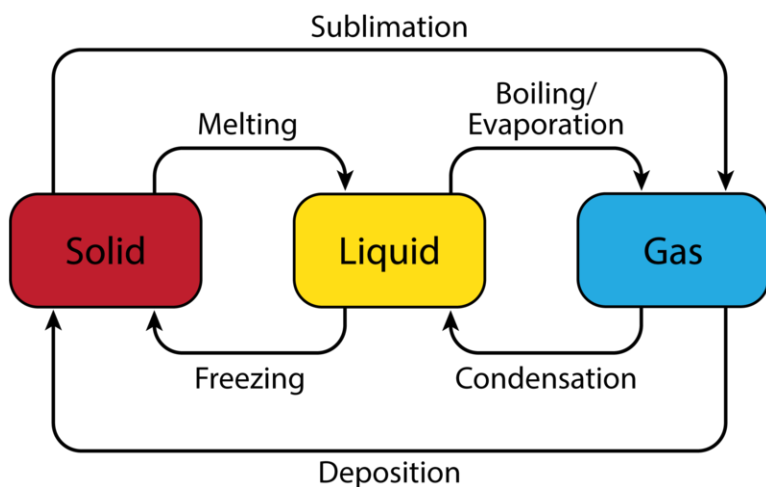 Sublimation
Melting
Boiling/
Evaporation
Solid
Liquid
Gas
Freezing
Condensation
Deposition